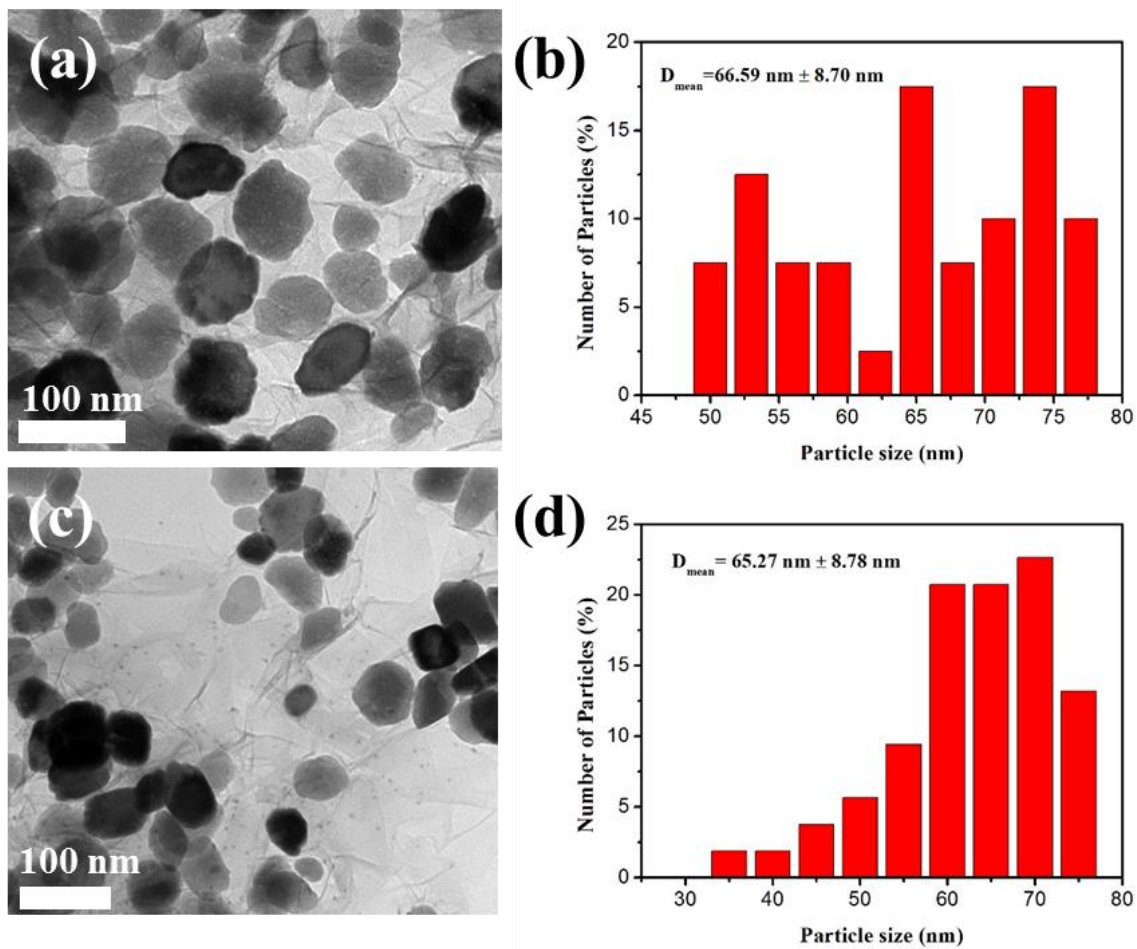 (a)
100 nm
(b)
20
15
10
5
0
Number of Particles (%)
D_mean=66.59 nm ± 8.70 nm
45 50 55 60 65 70 75 80
Particle size (nm)
(c)
100 nm
(d)
25
20
15
10
5
0
Number of Particles (%)
D_mean= 65.27 nm ± 8.78 nm
30 40 50 60 70 80
Particle size (nm)